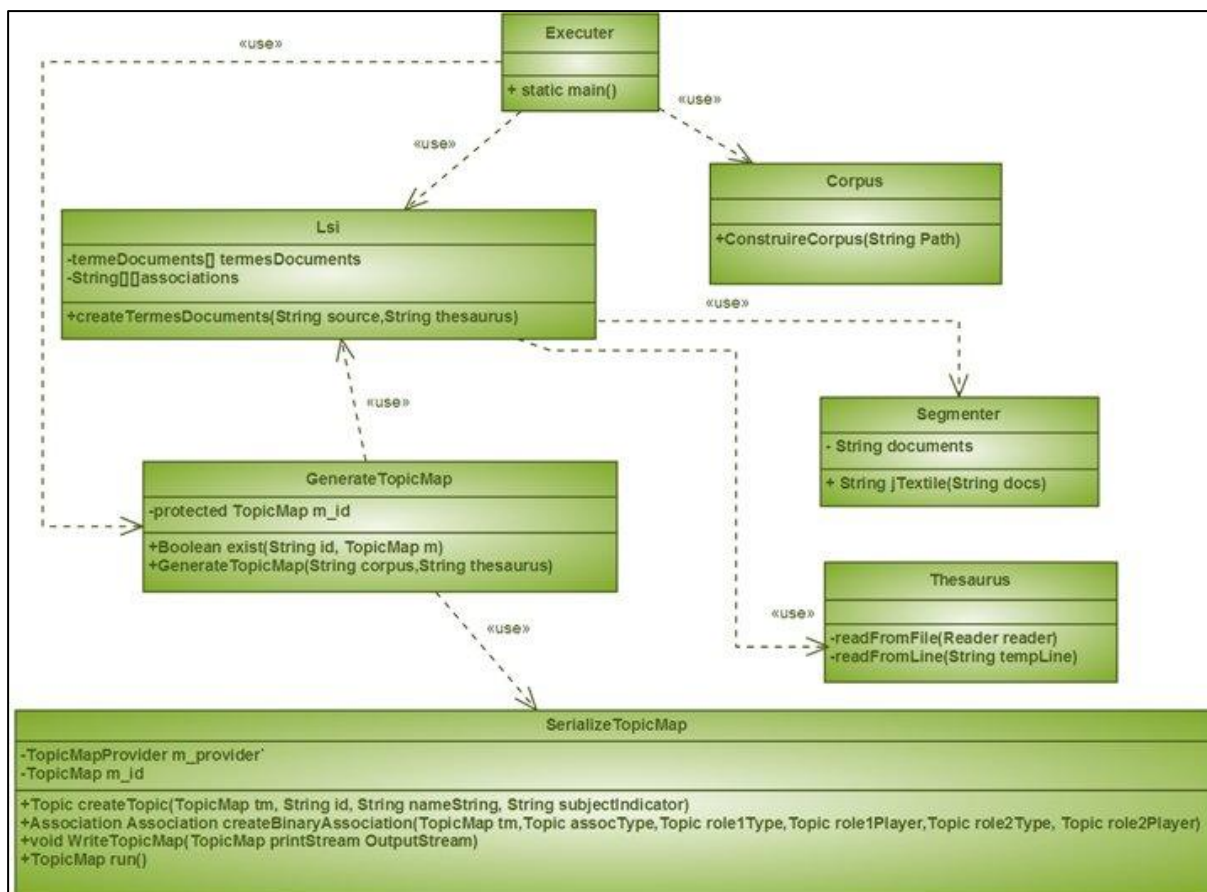 Executer
+ static main()
«use»
«use»
«use»
Corpus
+ConstruireCorpus(String Path)
Lsi
-termeDocuments[] termesDocuments
-String[][]associations
+createTermesDocuments(String source,String thesaurus)
«use»
«use»
Segmenter
- String documents
+ String jTextile(String docs)
GenerateTopicMap
-protected TopicMap m_id
+Boolean exist(String id, TopicMap m)
+GenerateTopicMap(String corpus,String thesaurus)
Thesaurus
-readFromFile(Reader reader)
-readFromLine(String tempLine)
«use»
«use»
SerializeTopicMap
-TopicMapProvider m_provider`
-TopicMap m_id
+Topic createTopic(TopicMap tm, String id, String nameString, String subjectIndicator)
+Association Association createBinaryAssociation(TopicMap tm,Topic assocType,Topic role1Type,Topic role1Player,Topic role2Type, Topic role2Player)
+void WriteTopicMap(TopicMap printStream OutputStream)
+TopicMap run()